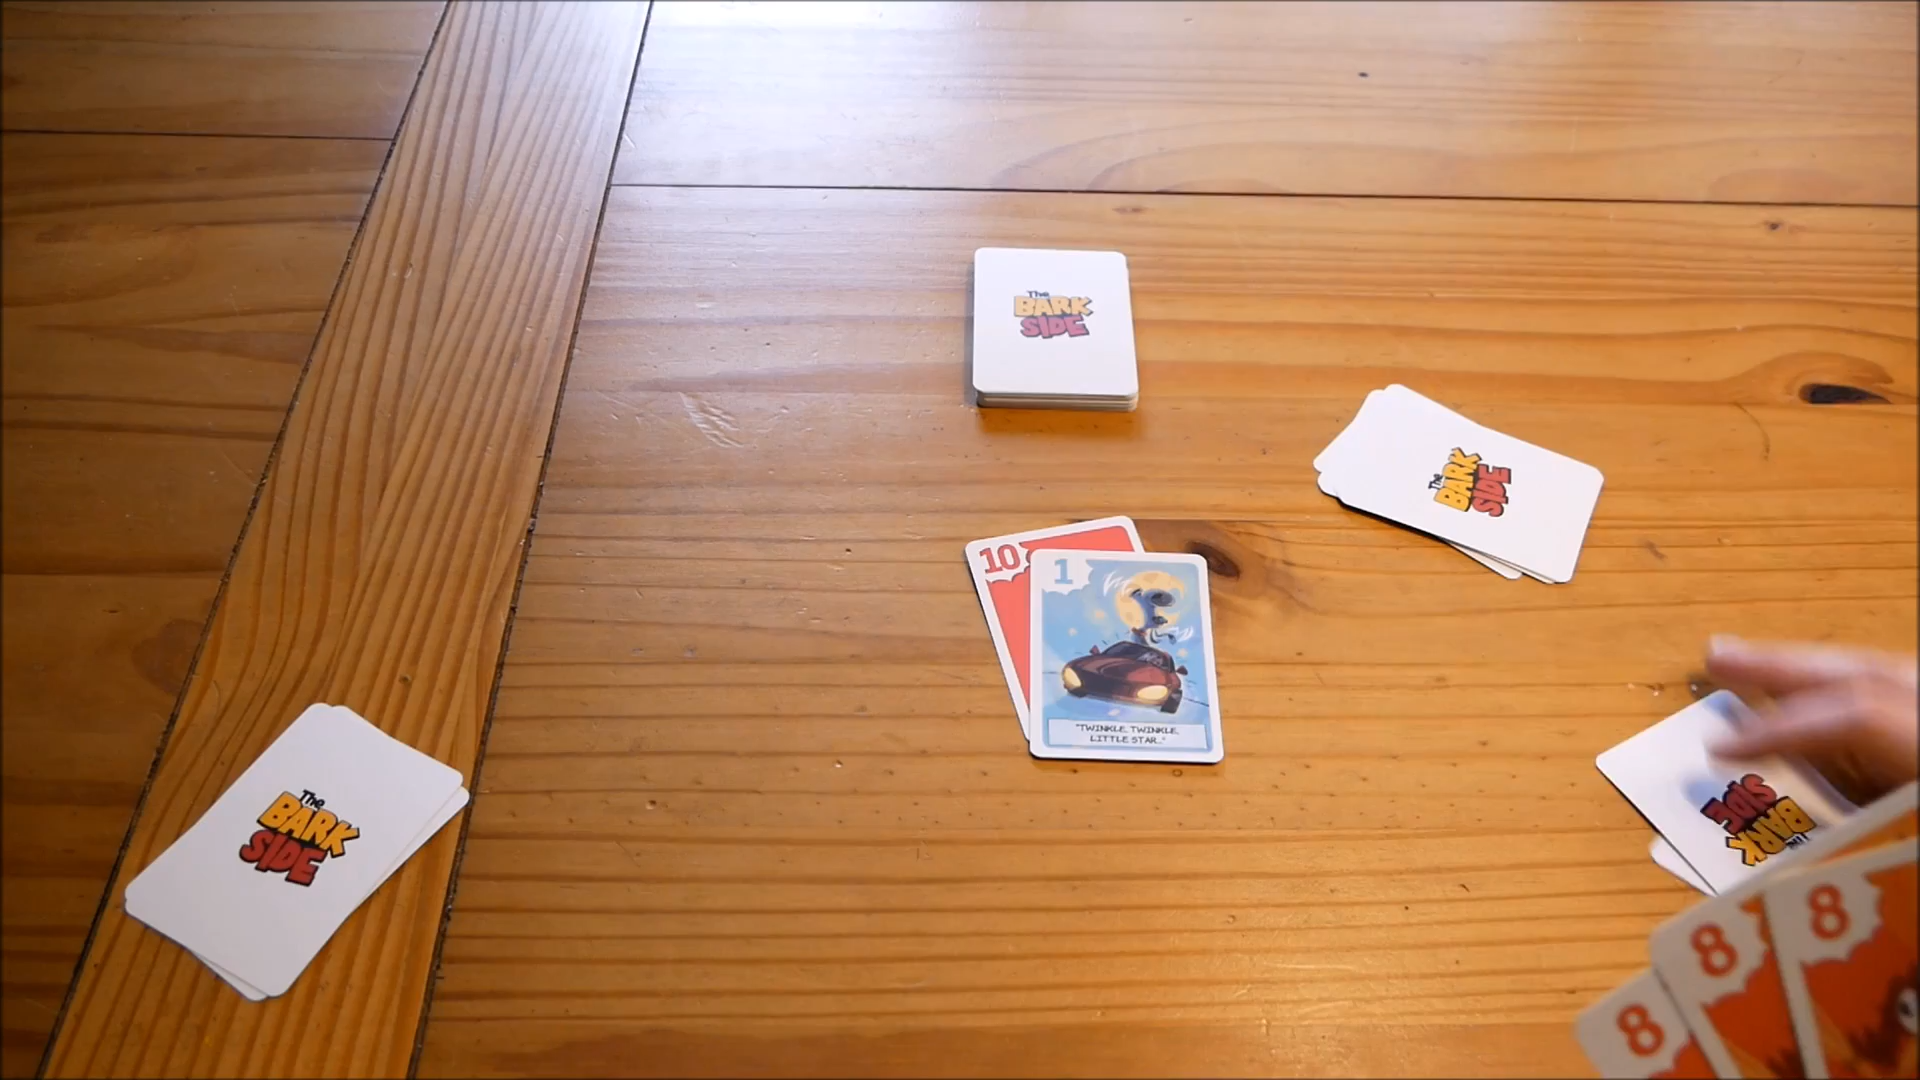 The
BARK
SIDE
The
BARK
SIDE
10
1
"TWINKLE, TWINKLE,
LITTLE STAR..."
The
BARK
SIDE
The
BARK
SIDE
8
8
8